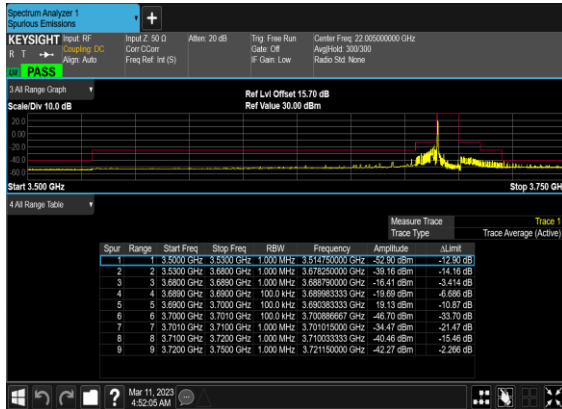 Spectrum Analyzer 1
Spurious Emissions
+
KEYSIGHT Input: RF Input Z: 50 Ω Atten: 20 dB Trig: Free Run Center Freq: 22.005000000 GHz
R T Coupling: DC Corr CCorr Gate: Off Avg|Hold: 300/300
Align: Auto Freq Ref: Int (S) IF Gain: Low Radio Std: None
PASS
3 All Range Graph
Ref Lvl Offset 15.70 dB
Scale/Div 10.0 dB Ref Value 30.00 dBm
20.0
0.00
-20.0
-40.0
-60.0
Start 3.500 GHz Stop 3.750 GH
4 All Range Table
Measure Trace Trace 1
Trace Type Trace Average (Active)
Spur Range Start Freq Stop Freq RBW Frequency Amplitude ΔLimit
1 1 3.5000 GHz 3.5300 GHz 1.000 MHz 3.514750000 GHz -52.90 dBm -12.90 dB
2 2 3.5300 GHz 3.6800 GHz 1.000 MHz 3.678250000 GHz -39.16 dBm -14.16 dB
3 3 3.6800 GHz 3.6890 GHz 1.000 MHz 3.688790000 GHz -16.41 dBm -3.414 dB
4 4 3.6890 GHz 3.6900 GHz 100.0 kHz 3.689983333 GHz -19.69 dBm -6.686 dB
5 5 3.6900 GHz 3.7000 GHz 100.0 kHz 3.690383333 GHz 19.13 dBm -10.87 dB
6 6 3.7000 GHz 3.7010 GHz 100.0 kHz 3.700886667 GHz -46.70 dBm -33.70 dB
7 7 3.7010 GHz 3.7100 GHz 1.000 MHz 3.701015000 GHz -34.47 dBm -21.47 dB
8 8 3.7100 GHz 3.7200 GHz 1.000 MHz 3.710033333 GHz -40.46 dBm -15.46 dB
9 9 3.7200 GHz 3.7500 GHz 1.000 MHz 3.721150000 GHz -42.27 dBm -2.266 dB
? Mar 11, 2023
4:52:05 AM